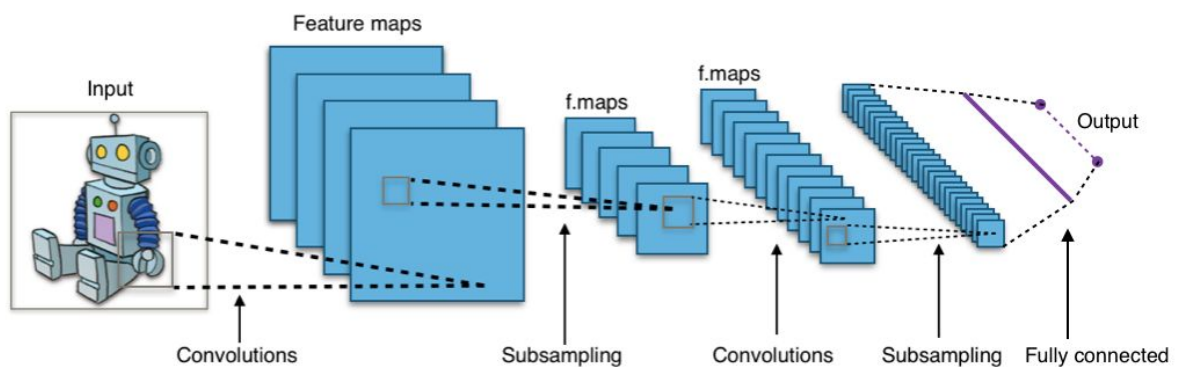 Feature maps
f.maps
f.maps
Input
Output
Convolutions
Subsampling
Convolutions
Subsampling
Fully connected